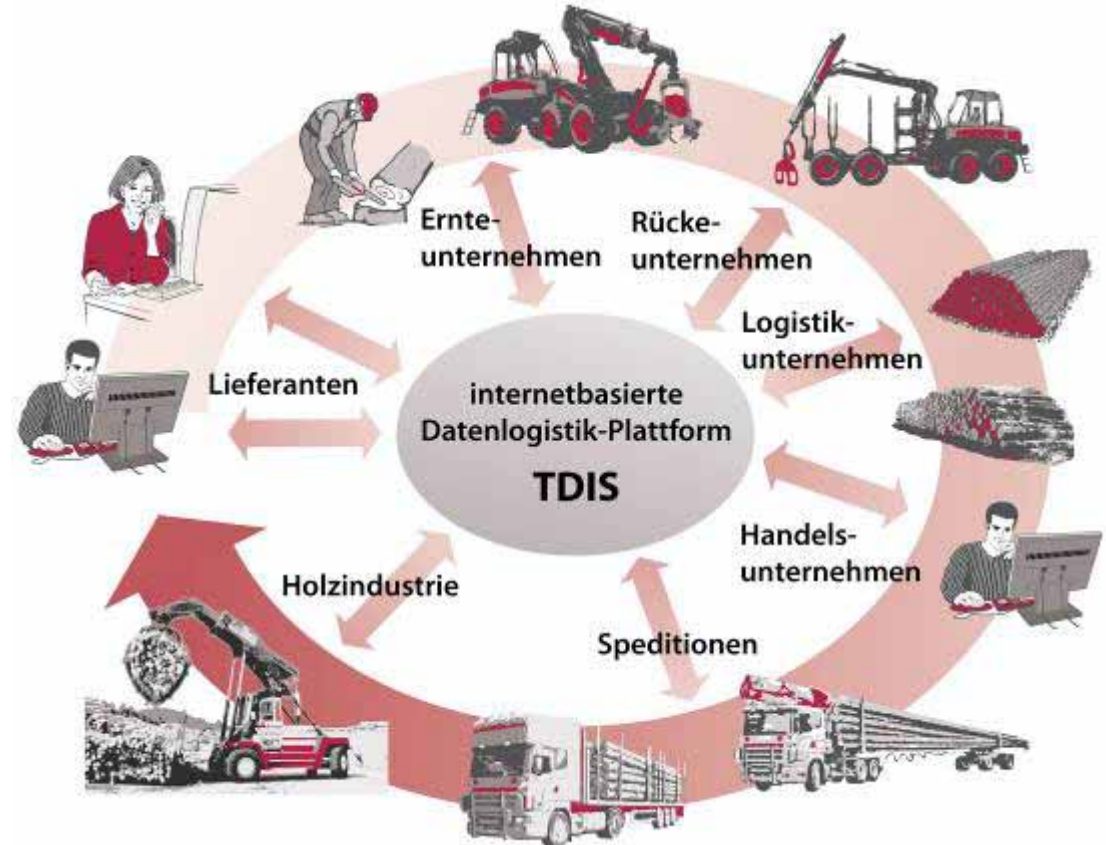 Ernte-
unternehmen
Rücke-
unternehmen
Logistik-
unternehmen
Lieferanten
internetbasierte
Datenlogistik-Plattform
TDIS
Handels-
unternehmen
Holzindustrie
Speditionen